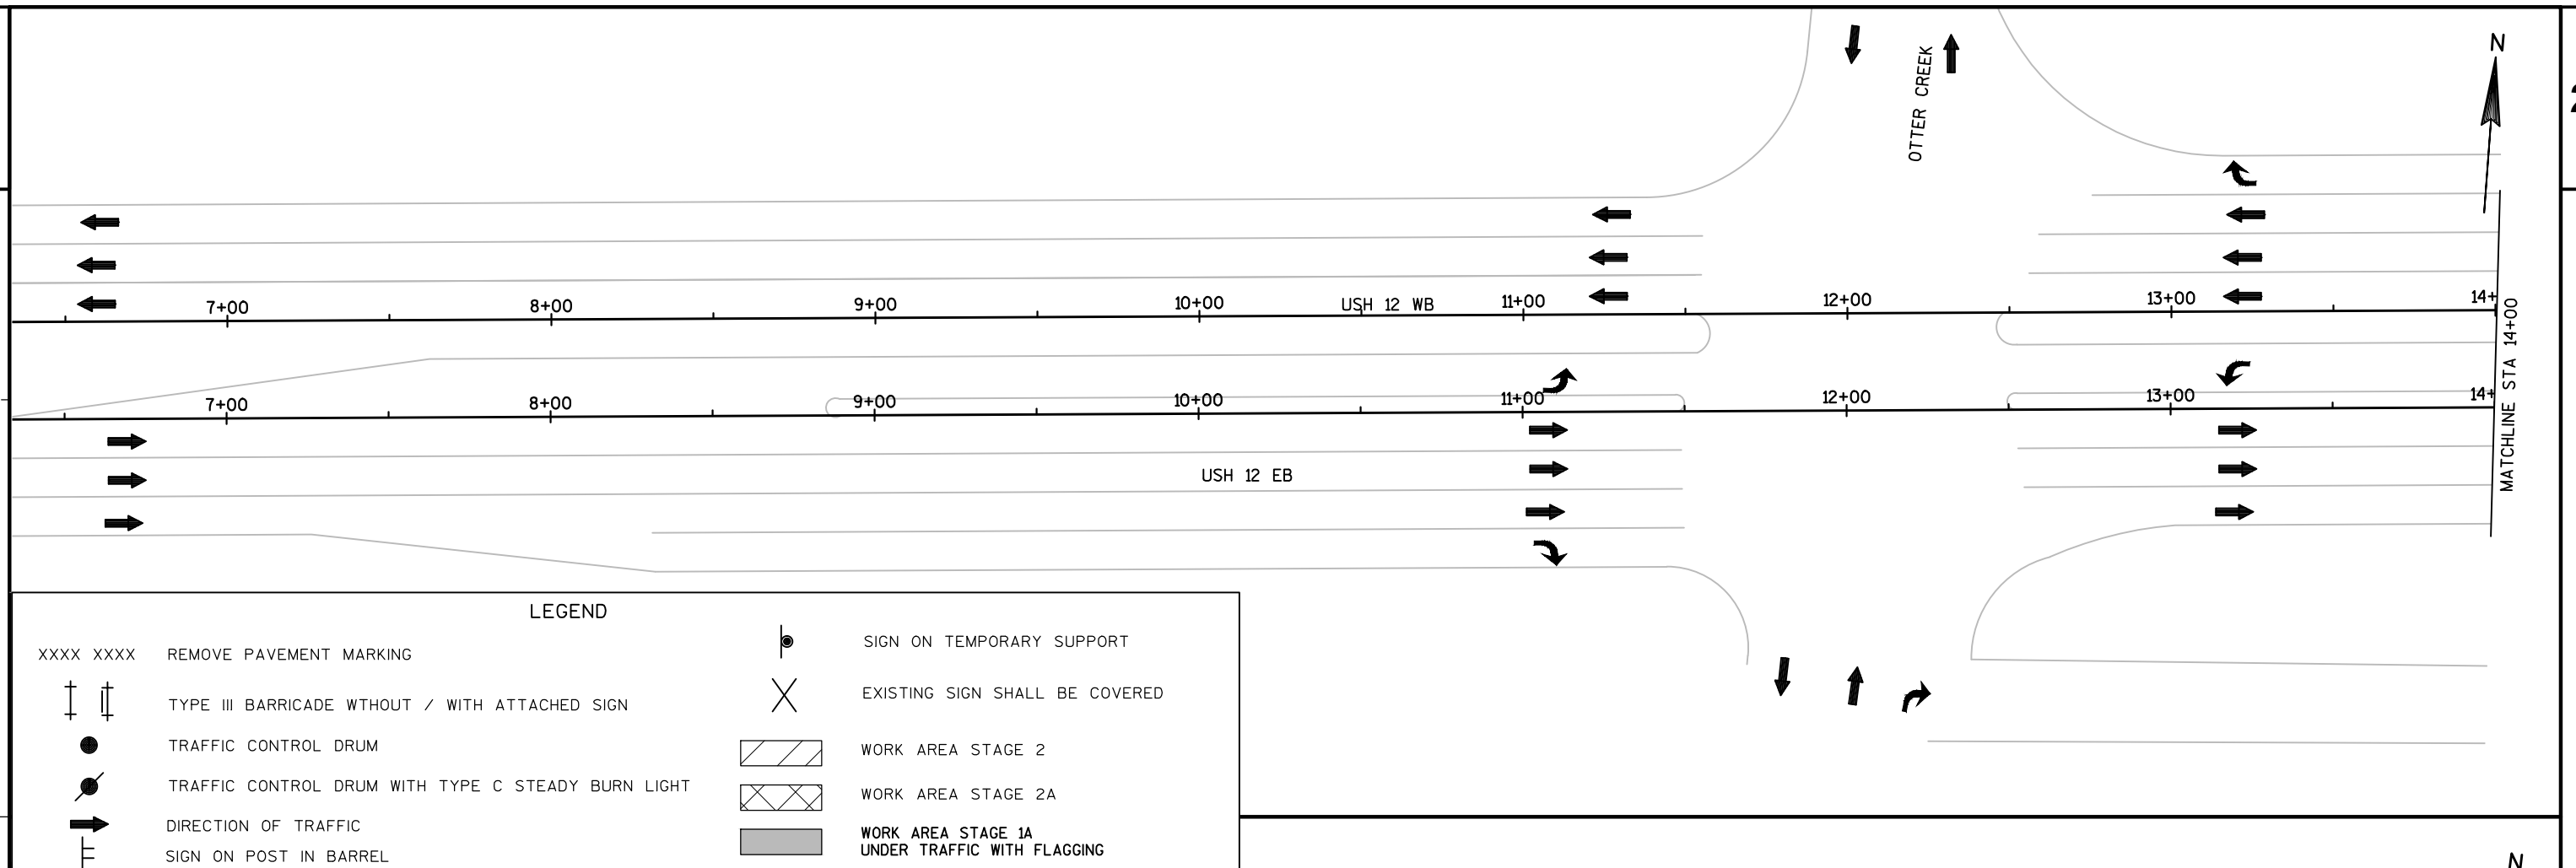 N
OTTER CREEK
7+00 8+00 9+00 10+00 USH 12 WB 11+00 12+00 13+00 14+
MATCHLINE STA 14+00
7+00 8+00 9+00 10+00 11+00 12+00 13+00 14+
USH 12 EB
LEGEND
XXXX XXXX REMOVE PAVEMENT MARKING
TYPE III BARRICADE WTHOUT / WITH ATTACHED SIGN
TRAFFIC CONTROL DRUM
TRAFFIC CONTROL DRUM WITH TYPE C STEADY BURN LIGHT
DIRECTION OF TRAFFIC
SIGN ON POST IN BARREL
SIGN ON TEMPORARY SUPPORT
EXISTING SIGN SHALL BE COVERED
WORK AREA STAGE 2
WORK AREA STAGE 2A
WORK AREA STAGE 1A
UNDER TRAFFIC WITH FLAGGING
N